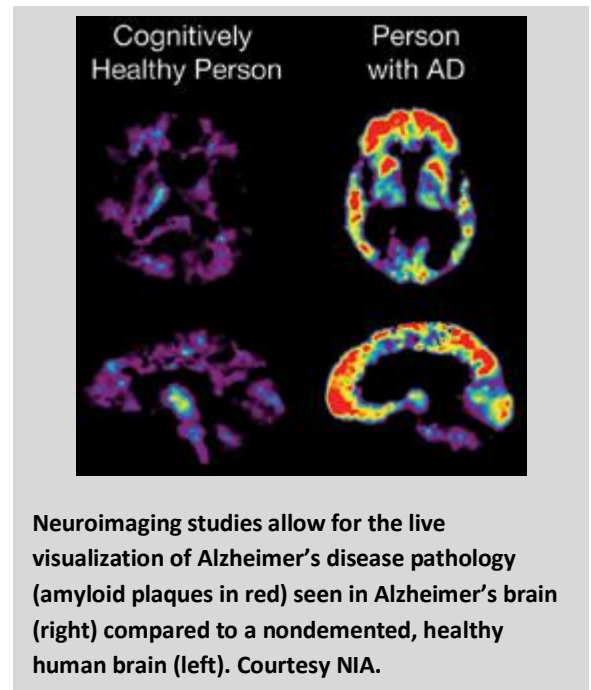 Cognitively
Healthy Person
Person
with AD
Neuroimaging studies allow for the live
visualization of Alzheimer’s disease pathology
(amyloid plaques in red) seen in Alzheimer’s brain
(right) compared to a nondemented, healthy
human brain (left). Courtesy NIA.